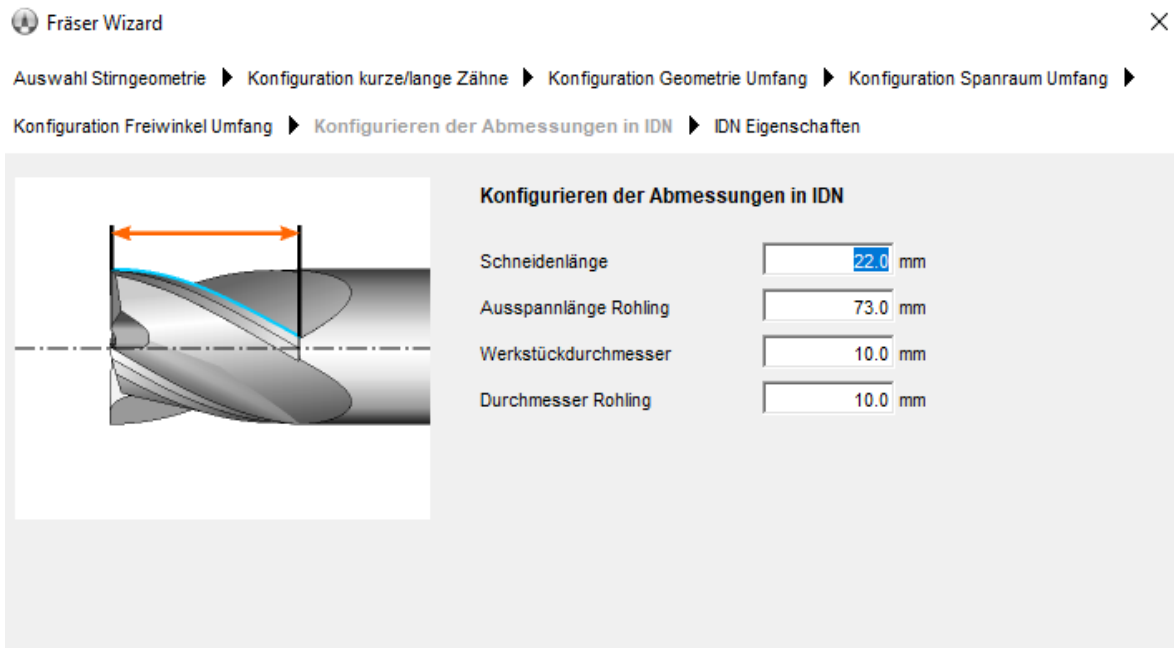 Fräser Wizard
Auswahl Stirngeometrie ▶ Konfiguration kurze/lange Zähne ▶ Konfiguration Geometrie Umfang ▶ Konfiguration Spanraum Umfang ▶
Konfiguration Freiwinkel Umfang ▶ Konfigurieren der Abmessungen in IDN ▶ IDN Eigenschaften
Konfigurieren der Abmessungen in IDN
Schneidenlänge 22.0 mm
Ausspannlänge Rohling 73.0 mm
Werkstückdurchmesser 10.0 mm
Durchmesser Rohling 10.0 mm